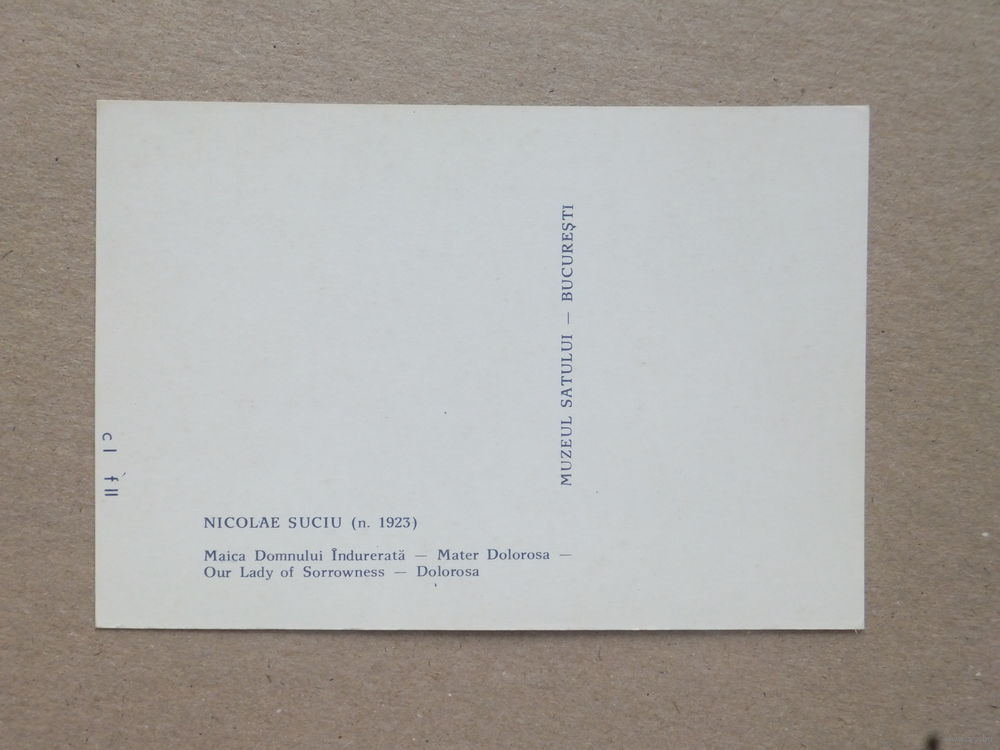 MUZEUL SATULUI — BUCUREŞTI
NICOLAE SUCIU (n. 1923)
Maica Domnului Îndurerată — Mater Dolorosa —
Our Lady of Sorrowness — Dolorosa